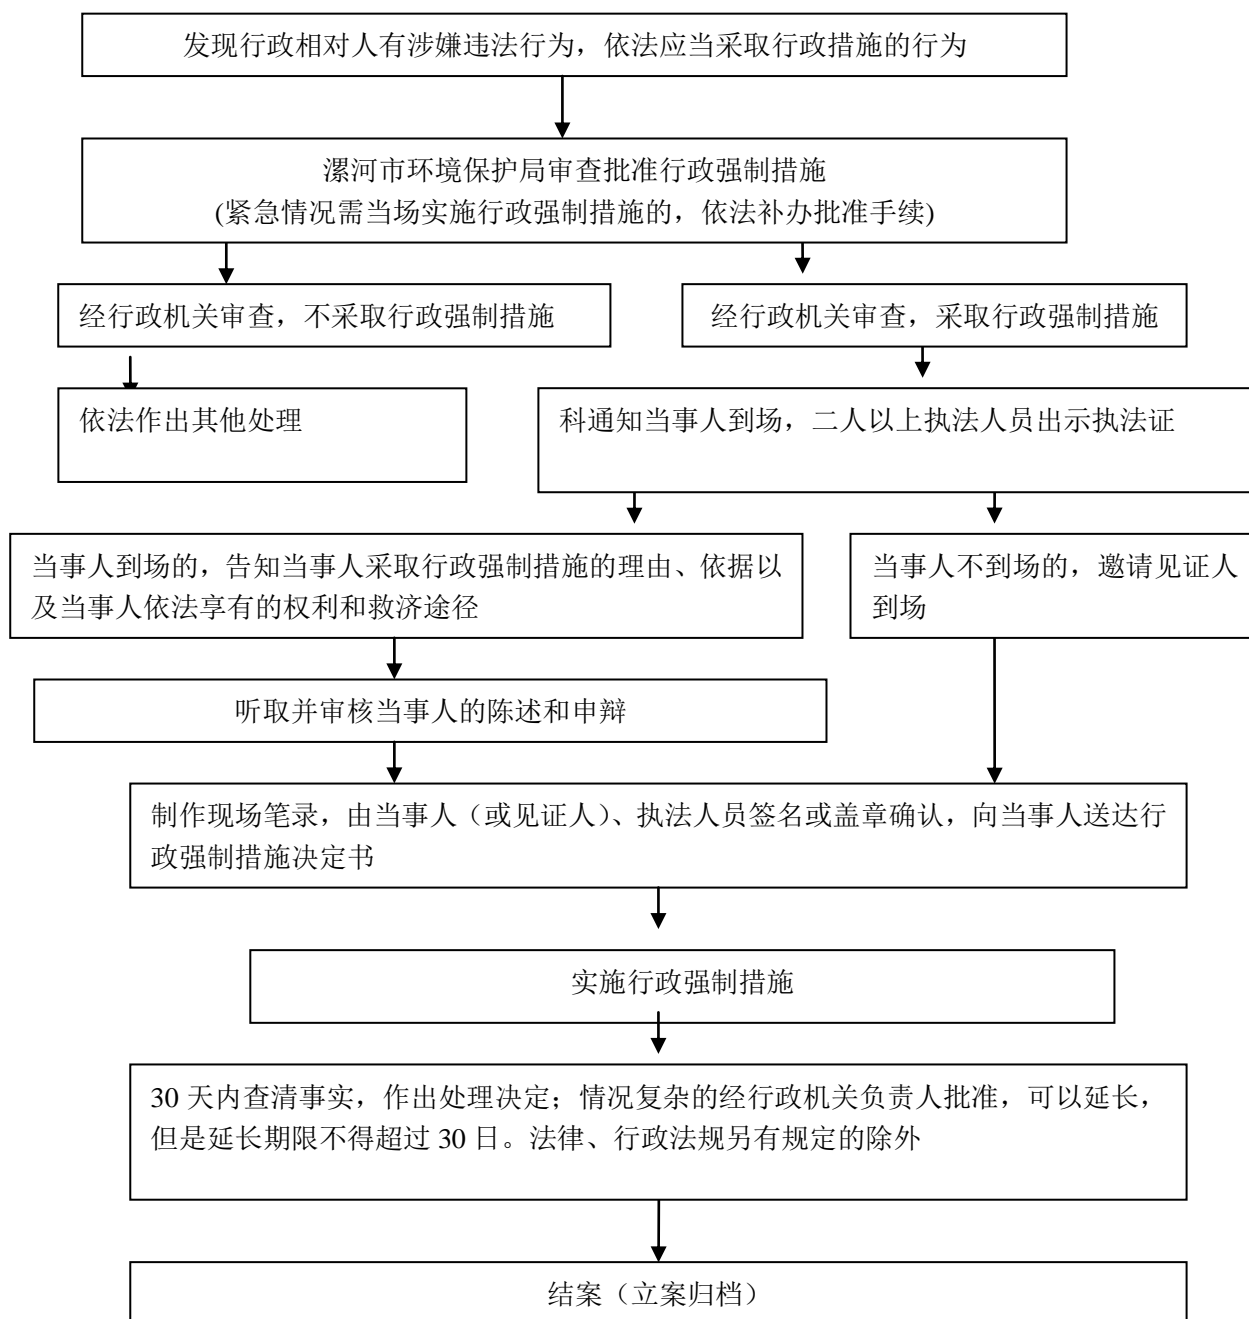 发现行政相对人有涉嫌违法行为，依法应当采取行政措施的行为
漯河市环境保护局审查批准行政强制措施
(紧急情况需当场实施行政强制措施的，依法补办批准手续)
经行政机关审查，不采取行政强制措施
经行政机关审查，采取行政强制措施
依法作出其他处理
科通知当事人到场，二人以上执法人员出示执法证
当事人到场的，告知当事人采取行政强制措施的理由、依据以
及当事人依法享有的权利和救济途径
当事人不到场的，邀请见证人
到场
听取并审核当事人的陈述和申辩
制作现场笔录，由当事人（或见证人）、执法人员签名或盖章确认，向当事人送达行
政强制措施决定书
实施行政强制措施
30 天内查清事实，作出处理决定；情况复杂的经行政机关负责人批准，可以延长，
但是延长期限不得超过 30 日。法律、行政法规另有规定的除外
结案（立案归档）